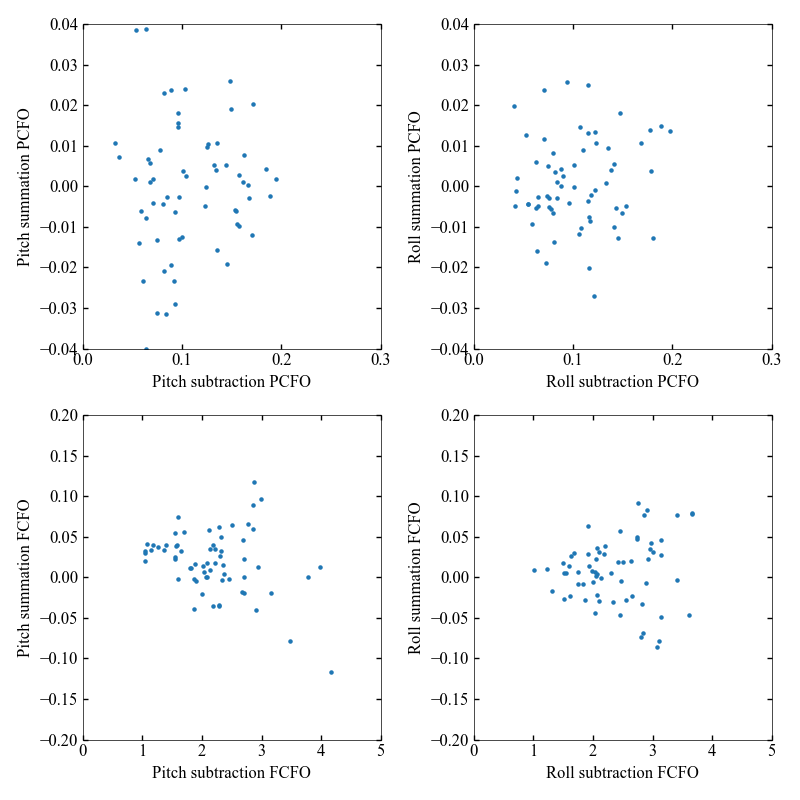 0.04 0.04
0.03 0.03
0.02 0.02
0.01 0.01
0.00 0.00
−0.01 −0.01
−0.02 −0.02
−0.03 −0.03
−0.04 −0.04
Pitch summation PCFO
Roll summation PCFO
0.0 0.1 0.2 0.3 0.0 0.1 0.2 0.3
Pitch subtraction PCFO Roll subtraction PCFO
0.20 0.20
0.15 0.15
0.10 0.10
0.05 0.05
0.00 0.00
−0.05 −0.05
−0.10 −0.10
−0.15 −0.15
−0.20 −0.20
Pitch summation FCFO
Roll summation FCFO
0 1 2 3 4 5 0 1 2 3 4 5
Pitch subtraction FCFO Roll subtraction FCFO